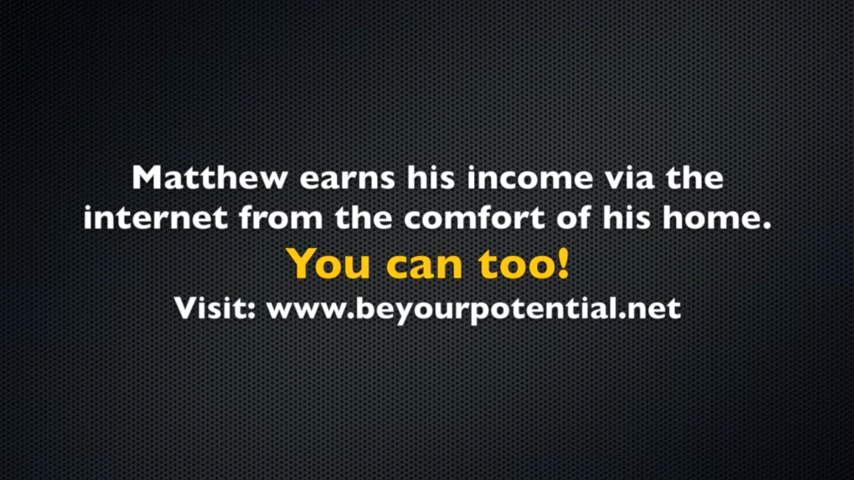 Matthew earns his income via the
internet from the comfort of his home.
You can too!
Visit: www.beyourpotential.net